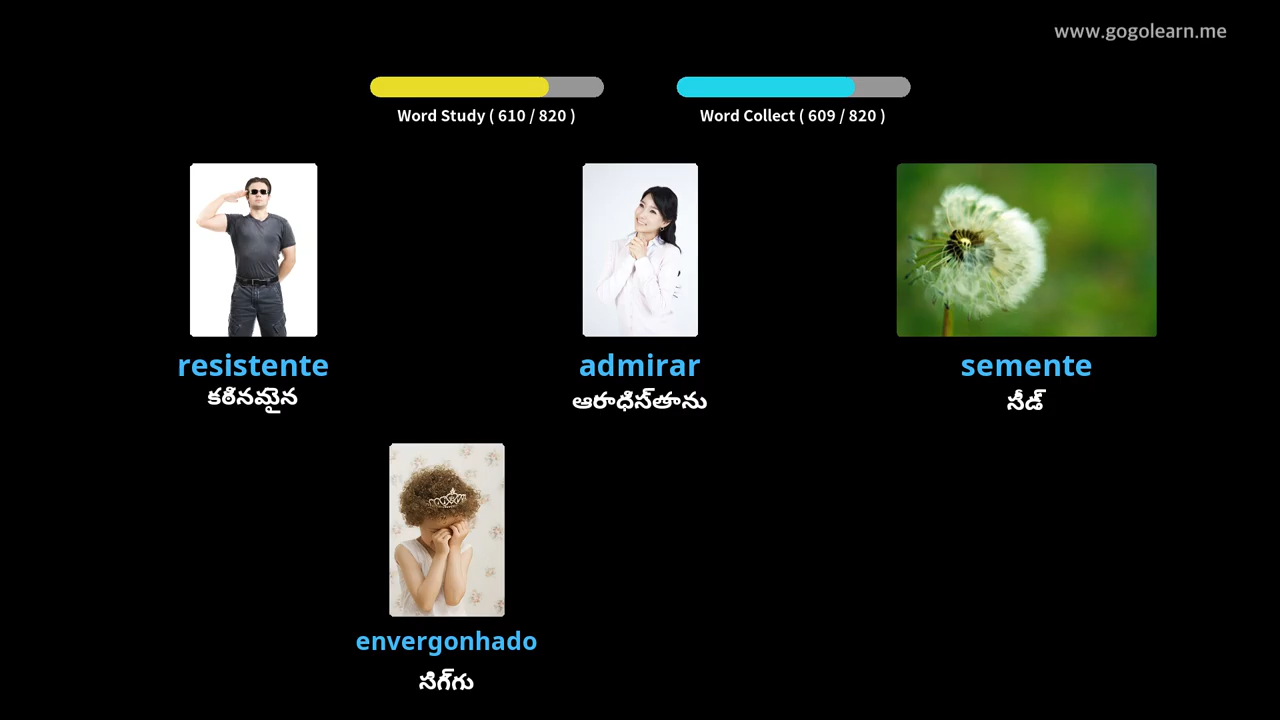 www.gogolearn.me
Word Study ( 610 / 820 )
Word Collect ( 609 / 820 )
resistente
కఠినమైన
admirar
ఆరాధిస్‌తాను
semente
సీడ్
envergonhado
సిగ్‌గు